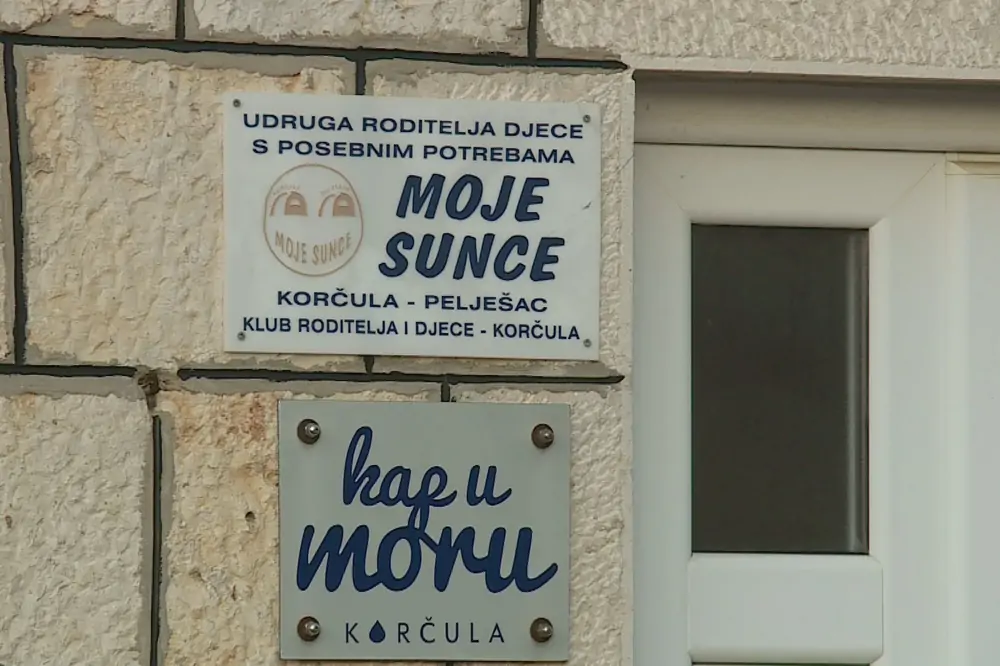 UDRUGA RODITELJA DJECE
S POSEBNIM POTREBAMA
MOJE
SUNCE
MOJE SUNCE
KORČULA - PELJEŠAC
KLUB RODITELJA I DJECE - KORČULA
kap u
moru
KORČULA